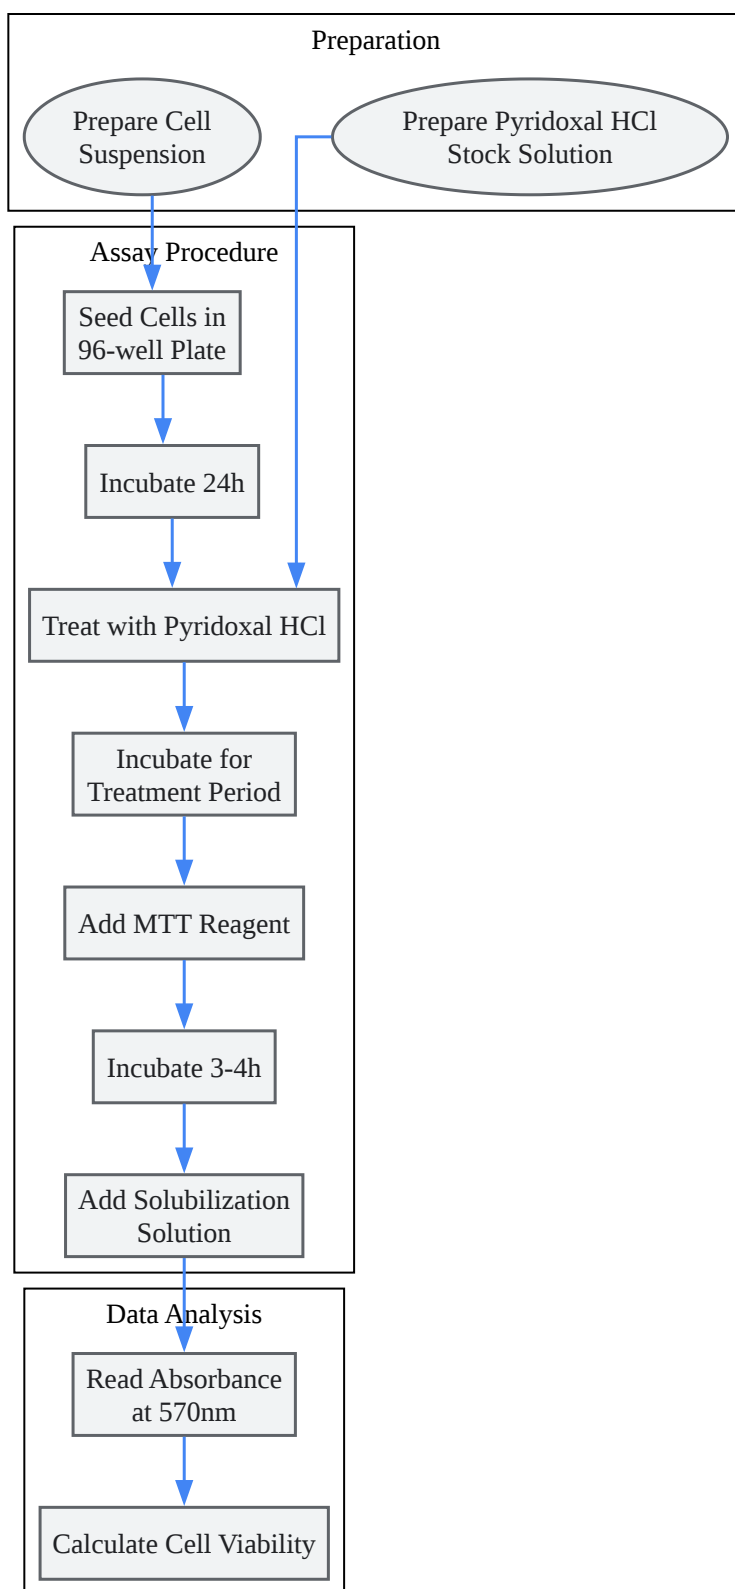 Preparation
Prepare Cell
Suspension
Prepare Pyridoxal HCl
Stock Solution
Assay Procedure
Seed Cells in
96-well Plate
Incubate 24h
Treat with Pyridoxal HCl
Incubate for
Treatment Period
Add MTT Reagent
Incubate 3-4h
Add Solubilization
Solution
Data Analysis
Read Absorbance
at 570nm
Calculate Cell Viability